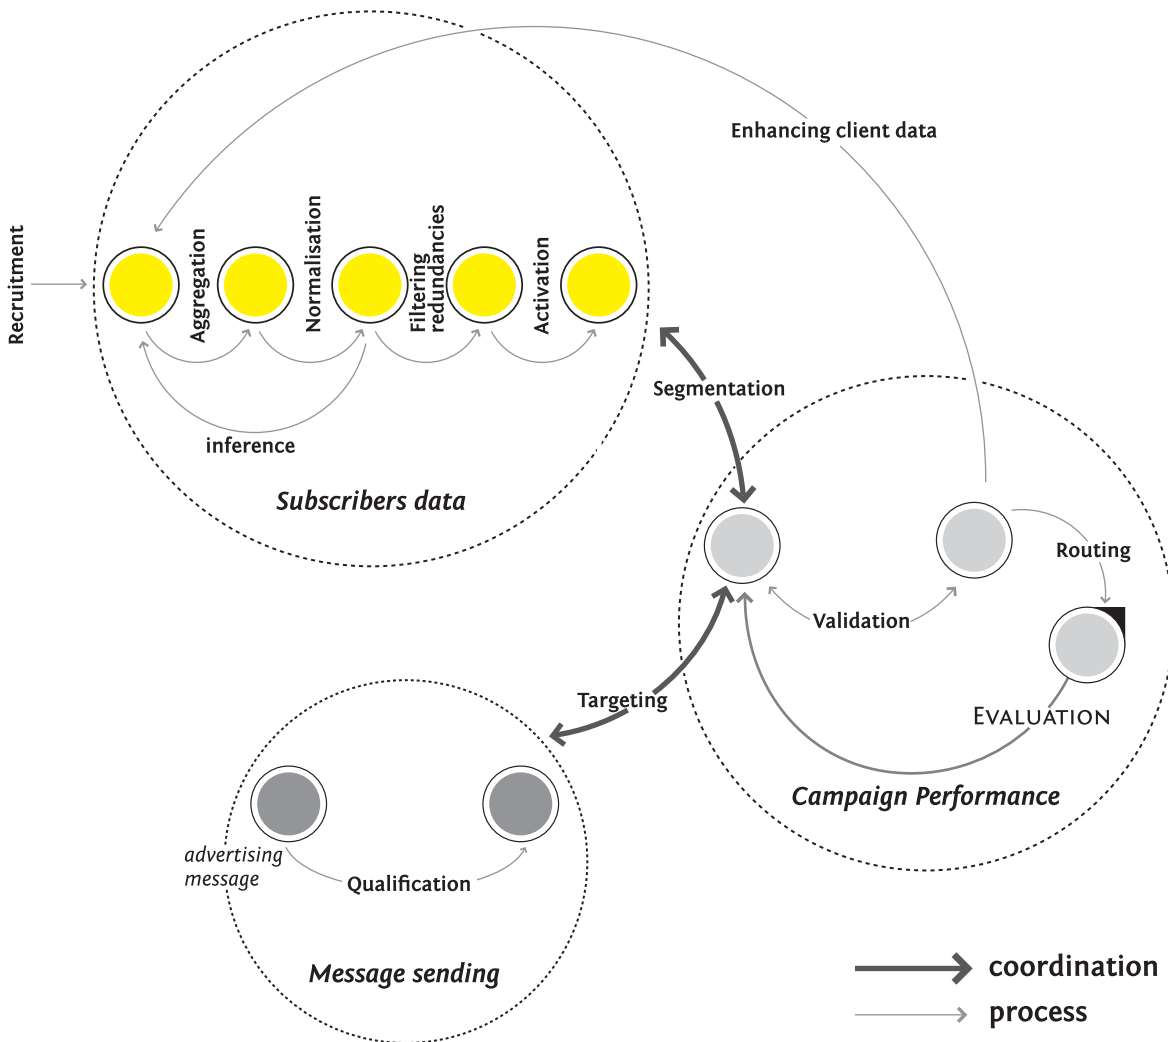 Enhancing client data
Recruitment
Aggregation
Normalisation
Filtering
redundancies
Activation
inference
Subscribers data
Segmentation
Routing
Validation
EVALUATION
Campaign Performance
Targeting
advertising
message
Qualification
Message sending
coordination
process